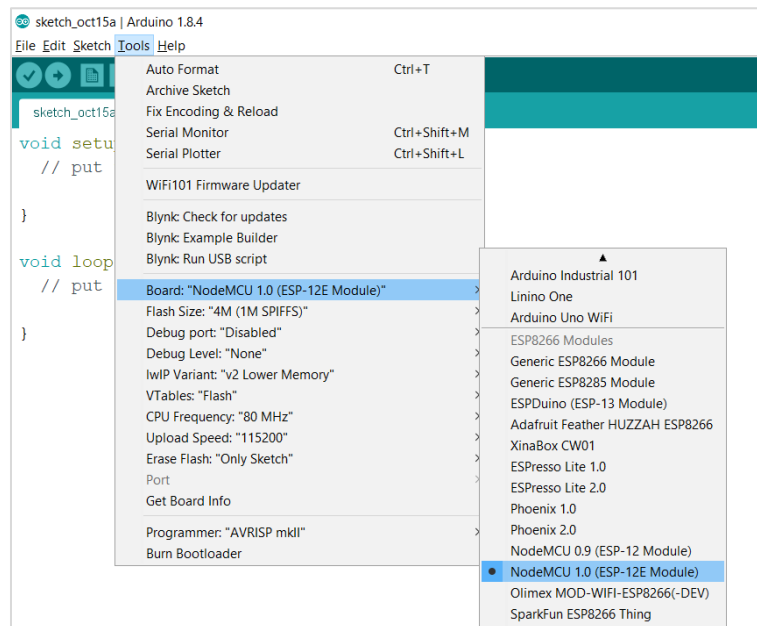 sketch_oct15a | Arduino 1.8.4
File Edit Sketch Tools Help
sketch_oct15a
void setu
// put
}
void loop
// put
}
Auto Format Ctrl+T
Archive Sketch
Fix Encoding & Reload
Serial Monitor Ctrl+Shift+M
Serial Plotter Ctrl+Shift+L
WiFi101 Firmware Updater
Blynk: Check for updates
Blynk: Example Builder
Blynk: Run USB script
Board: "NodeMCU 1.0 (ESP-12E Module)"
Flash Size: "4M (1M SPIFFS)"
Debug port: "Disabled"
Debug Level: "None"
IwIP Variant: "v2 Lower Memory"
VTables: "Flash"
CPU Frequency: "80 MHz"
Upload Speed: "115200"
Erase Flash: "Only Sketch"
Port
Get Board Info
Programmer: "AVRISP mkII"
Burn Bootloader
Arduino Industrial 101
Linino One
Arduino Uno WiFi
ESP8266 Modules
Generic ESP8266 Module
Generic ESP8285 Module
ESPDuino (ESP-13 Module)
Adafruit Feather HUZZAH ESP8266
XinaBox CW01
ESPresso Lite 1.0
ESPresso Lite 2.0
Phoenix 1.0
Phoenix 2.0
NodeMCU 0.9 (ESP-12 Module)
NodeMCU 1.0 (ESP-12E Module)
Olimex MOD-WIFI-ESP8266(-DEV)
SparkFun ESP8266 Thing